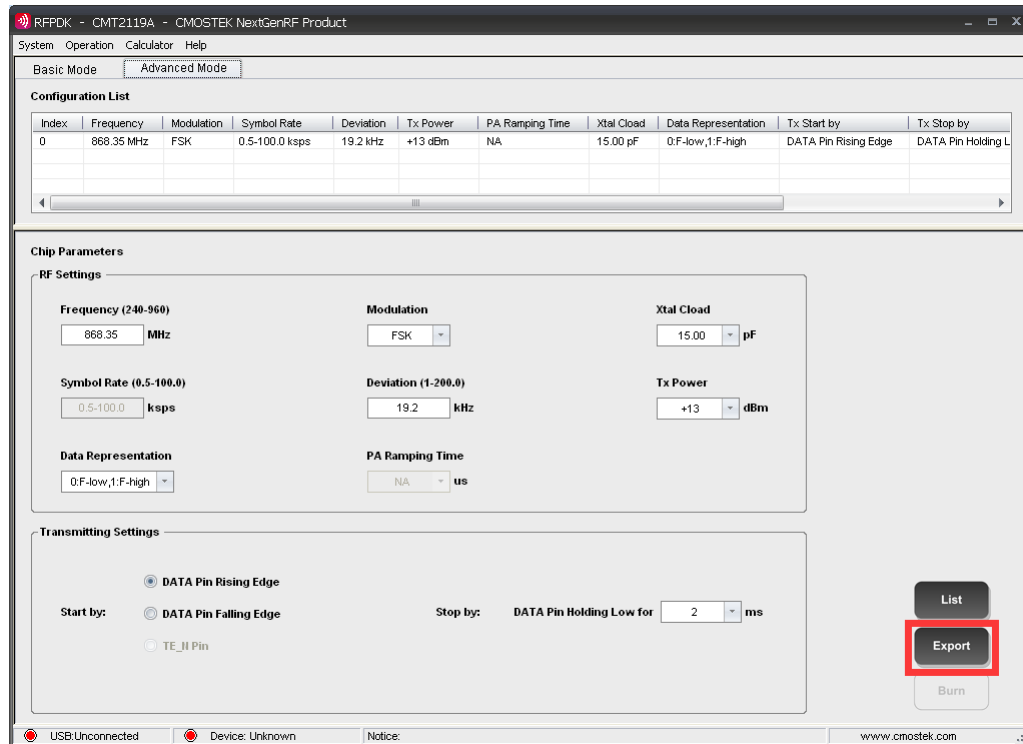 RFPDK - CMT2119A - CMOSTEK NextGenRF Product
System Operation Calculator Help
Basic Mode Advanced Mode
Configuration List
Index Frequency Modulation Symbol Rate Deviation Tx Power PA Ramping Time Xtal Cload Data Representation Tx Start by Tx Stop by
0 868.35 MHz FSK 0.5-100.0 ksps 19.2 kHz +13 dBm NA 15.00 pF 0:F-low,1:F-high DATA Pin Rising Edge DATA Pin Holding L
Chip Parameters
RF Settings
Frequency (240-960) Modulation Xtal Cload
868.35 MHz FSK 15.00 pF
Symbol Rate (0.5-100.0) Deviation (1-200.0) Tx Power
0.5-100.0 ksps 19.2 kHz +13 dBm
Data Representation PA Ramping Time
0:F-low,1:F-high NA us
Transmitting Settings
DATA Pin Rising Edge
Start by: DATA Pin Falling Edge Stop by: DATA Pin Holding Low for 2 ms
TE_N Pin
List
Export
Burn
USB:Unconnected Device: Unknown Notice: www.cmostek.com